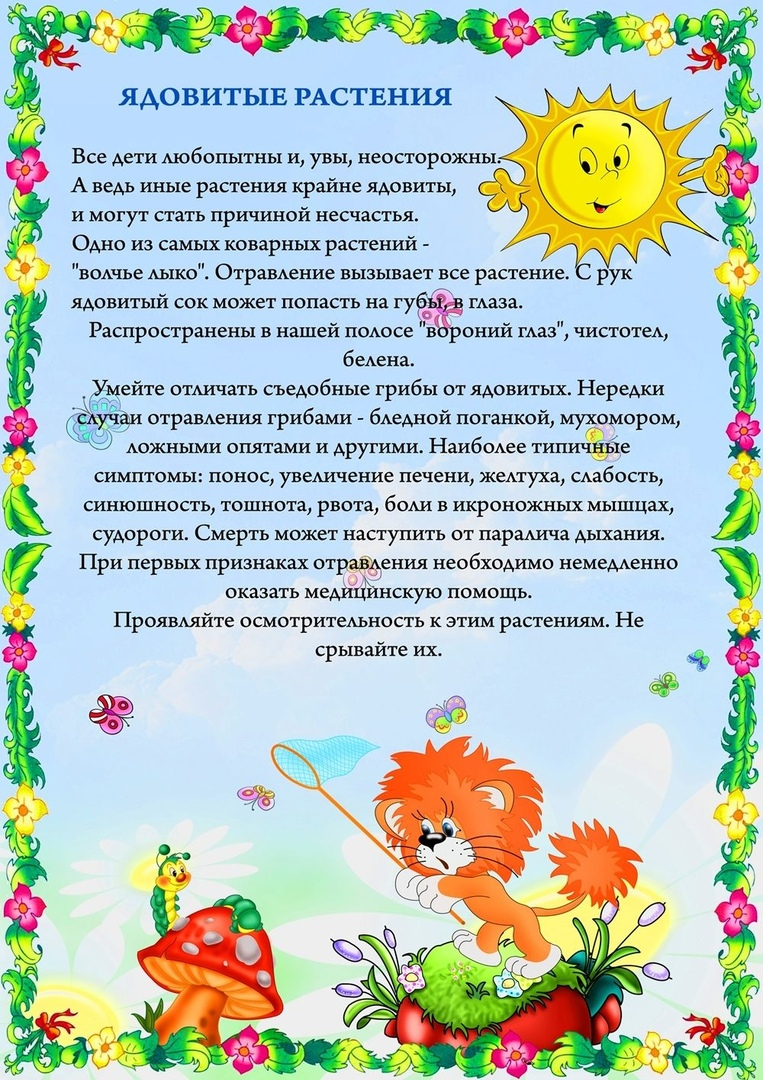 ЯДОВИТЫЕ РАСТЕНИЯ
Все дети любопытны и, увы, неосторожны.
А ведь иные растения крайне ядовиты,
и могут стать причиной несчастья.
Одно из самых коварных растений -
"волчье лыко". Отравление вызывает все растение. С рук
ядовитый сок может попасть на губы, в глаза.
Распространены в нашей полосе "вороний глаз", чистотел,
белена.
Умейте отличать съедобные грибы от ядовитых. Нередки
случаи отравления грибами - бледной поганкой, мухомором,
ложными опятами и другими. Наиболее типичные
симптомы: понос, увеличение печени, желтуха, слабость,
синюшность, тошнота, рвота, боли в икроножных мышцах,
судороги. Смерть может наступить от паралича дыхания.
При первых признаках отравления необходимо немедленно
оказать медицинскую помощь.
Проявляйте осмотрительность к этим растениям. Не
срывайте их.